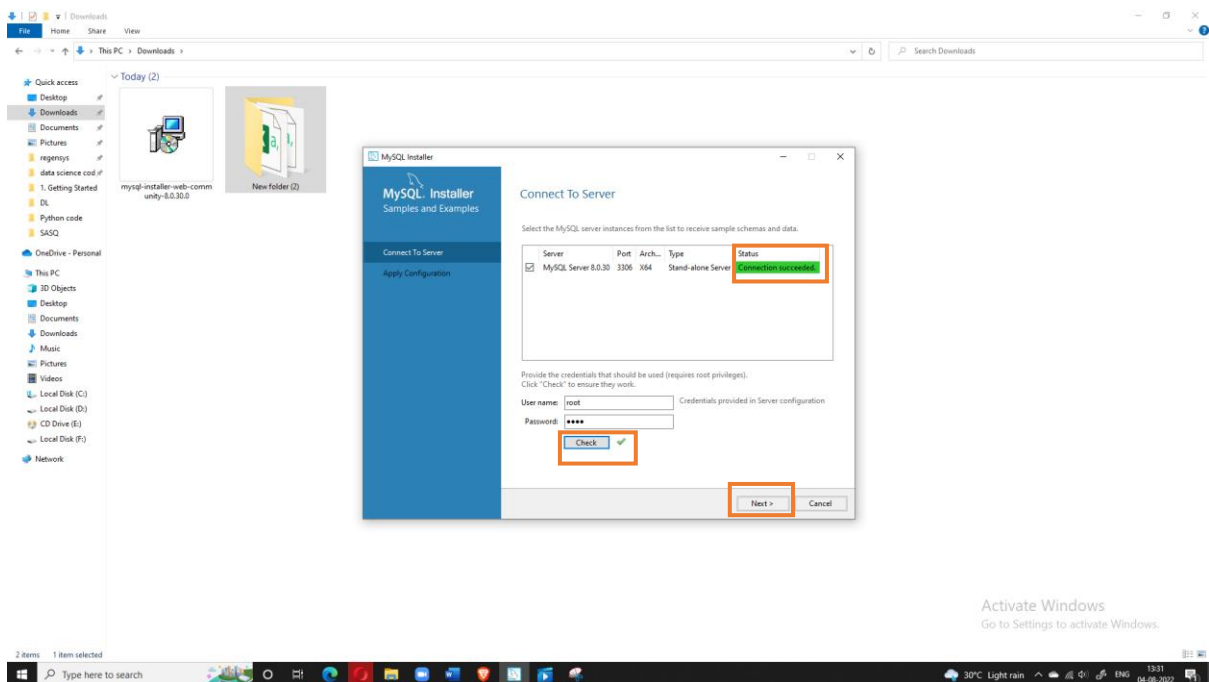 Downloads
File Home Share View
This PC > Downloads >
Search Downloads
Quick access
Desktop
Downloads
Documents
Pictures
regensys
data science cod
1. Getting Started
DL
Python code
SASQ
OneDrive - Personal
This PC
3D Objects
Desktop
Documents
Downloads
Music
Pictures
Videos
Local Disk (C:)
Local Disk (D:)
CD Drive (E:)
Local Disk (F:)
Network
Today (2)
mysql-installer-web-comm
unity-8.0.30.0
New folder (2)
MySQL Installer
MySQL. Installer
Samples and Examples
Connect To Server
Apply Configuration
Connect To Server
Select the MySQL server instances from the list to receive sample schemas and data.
Server Port Arch... Type Status
MySQL Server 8.0.30 3306 X64 Stand-alone Server Connection succeeded.
Provide the credentials that should be used (requires root privileges).
Click "Check" to ensure they work.
User name: root Credentials provided in Server configuration
Password: ●●●●
Check
Next > Cancel
Activate Windows
Go to Settings to activate Windows.
2 items 1 item selected
Type here to search
30°C Light rain ENG 13:31
04-08-2022